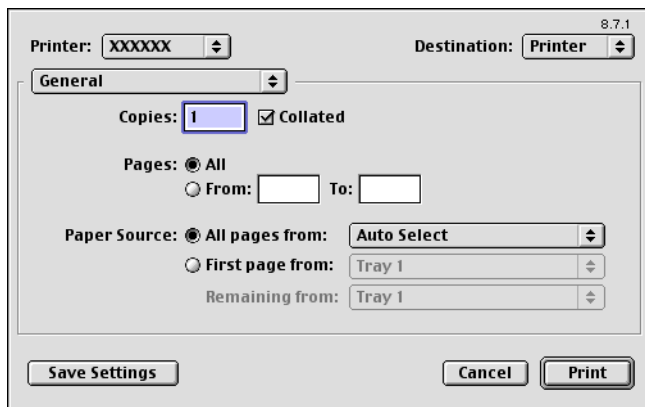 8.7.1
Printer: XXXXXX Destination: Printer
General
Copies: 1 Collated
Pages: All
From: To:
Paper Source: All pages from: Auto Select
First page from: Tray 1
Remaining from: Tray 1
Save Settings Cancel Print